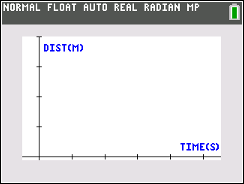 NORMAL FLOAT AUTO REAL RADIAN MP
DIST(M)
TIME(S)